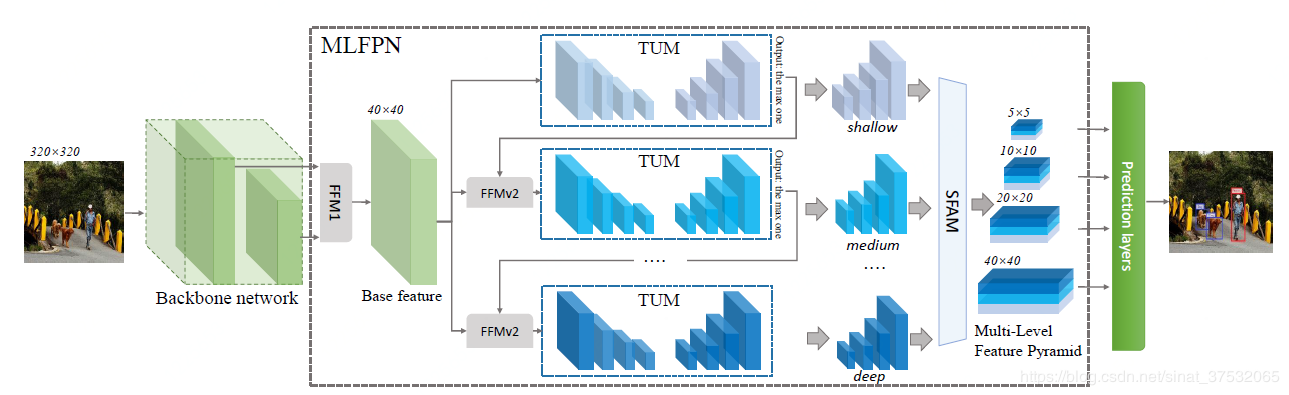 MLFPN
320×320
Backbone network
FFM1
40×40
Base feature
TUM
Output: the max one
shallow
FFMv2
TUM
Output: the max one
medium
....
....
FFMv2
TUM
deep
SFAM
5×5
10×10
20×20
40×40
Multi-Level
Feature Pyramid
Prediction layers
https://blog.csdn.net/sinat_37532065